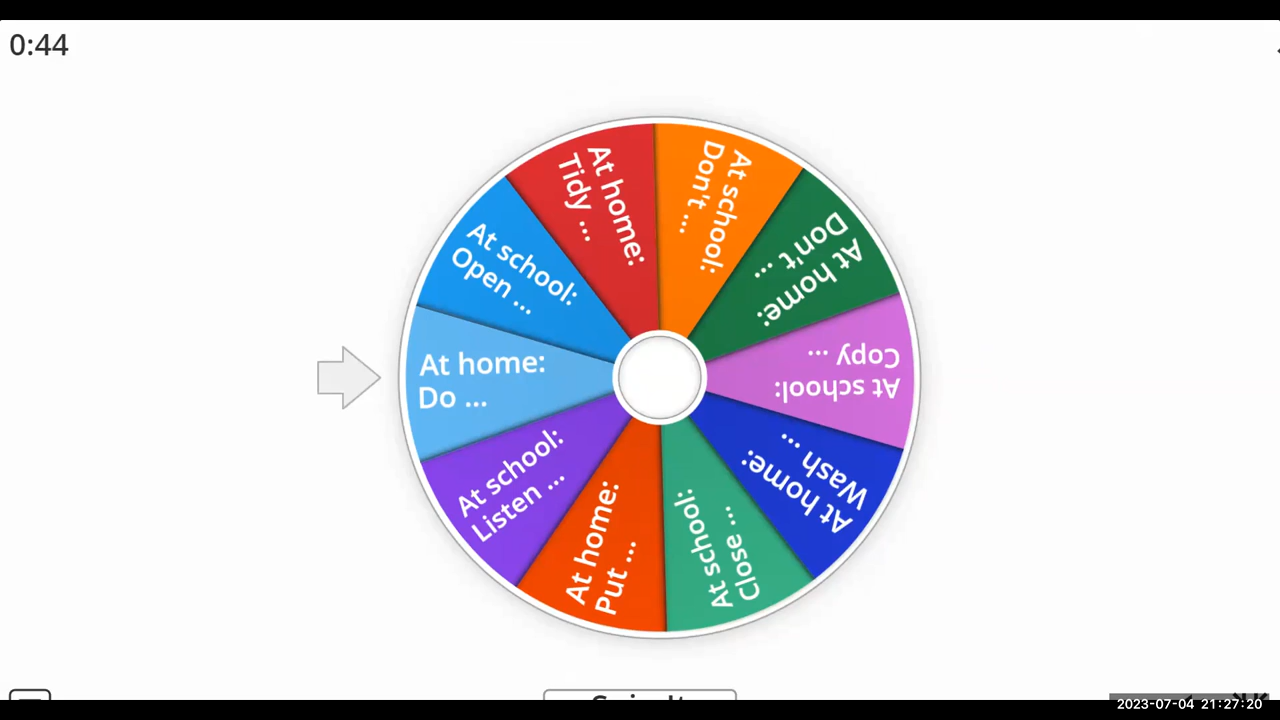 0:44
At home:
Tidy ...
At school:
Don't ...
At home:
Don't ...
At school:
Copy ...
At home:
Wash ...
At school:
Close ...
At home:
Put ...
At school:
Listen ...
At home:
Do ...
At school:
Open ...
2023-07-04 21:27:20